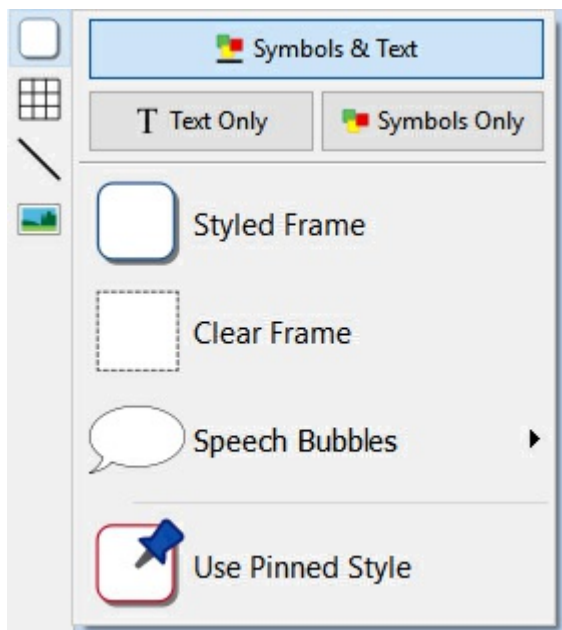 Symbols & Text
T Text Only
Symbols Only
Styled Frame
Clear Frame
Speech Bubbles
Use Pinned Style